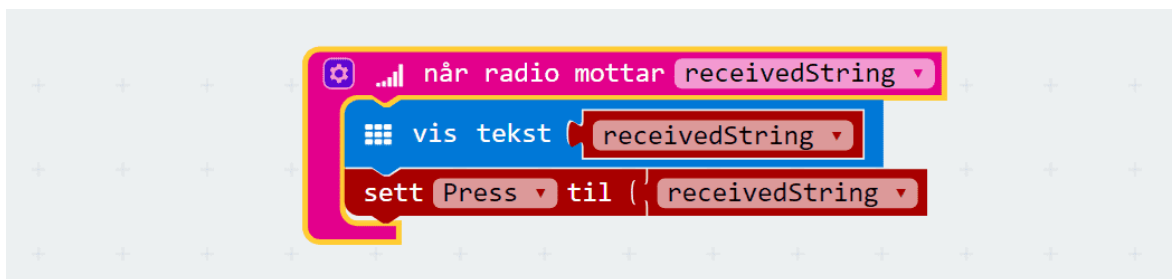 når radio mottar receivedString
vis tekst receivedString
sett Press til receivedString